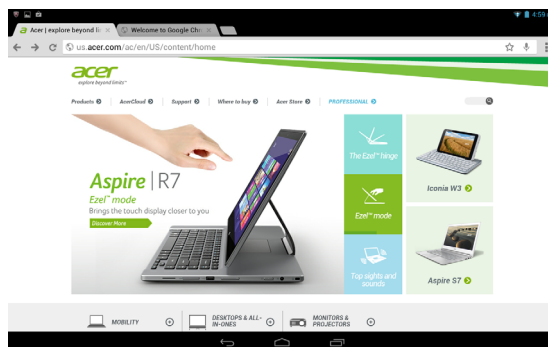 4:59
Acer | explore beyond li
Welcome to Google Chr
us.acer.com/ac/en/US/content/home
acer
explore beyond limits™
Products
AcerCloud
Support
Where to buy
Acer Store
PROFESSIONAL
Aspire | R7
Ezel™ mode
Brings the touch display closer to you
Discover More
The Ezel™ hinge
Ezel™ mode
Top sights and
sounds
Iconia W3
Aspire S7
MOBILITY
DESKTOPS & ALL-
IN-ONES
MONITORS &
PROJECTORS